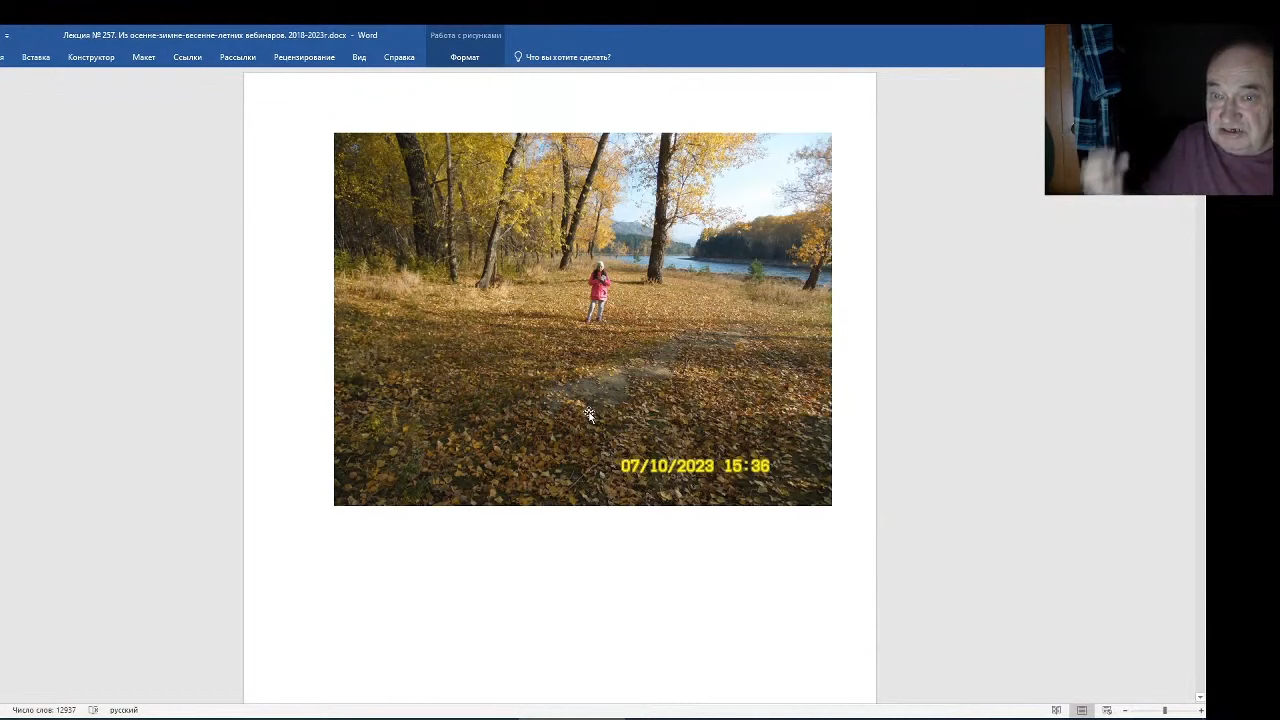 Лекция № 257. Из осенне-зимне-весенне-летних вебинаров. 2018-2023г.docx - Word
Работа с рисунками
я Вставка Конструктор Макет Ссылки Рассылки Рецензирование Вид Справка Формат Что вы хотите сделать?
07/10/2023 15:36
Число слов: 12937 русский